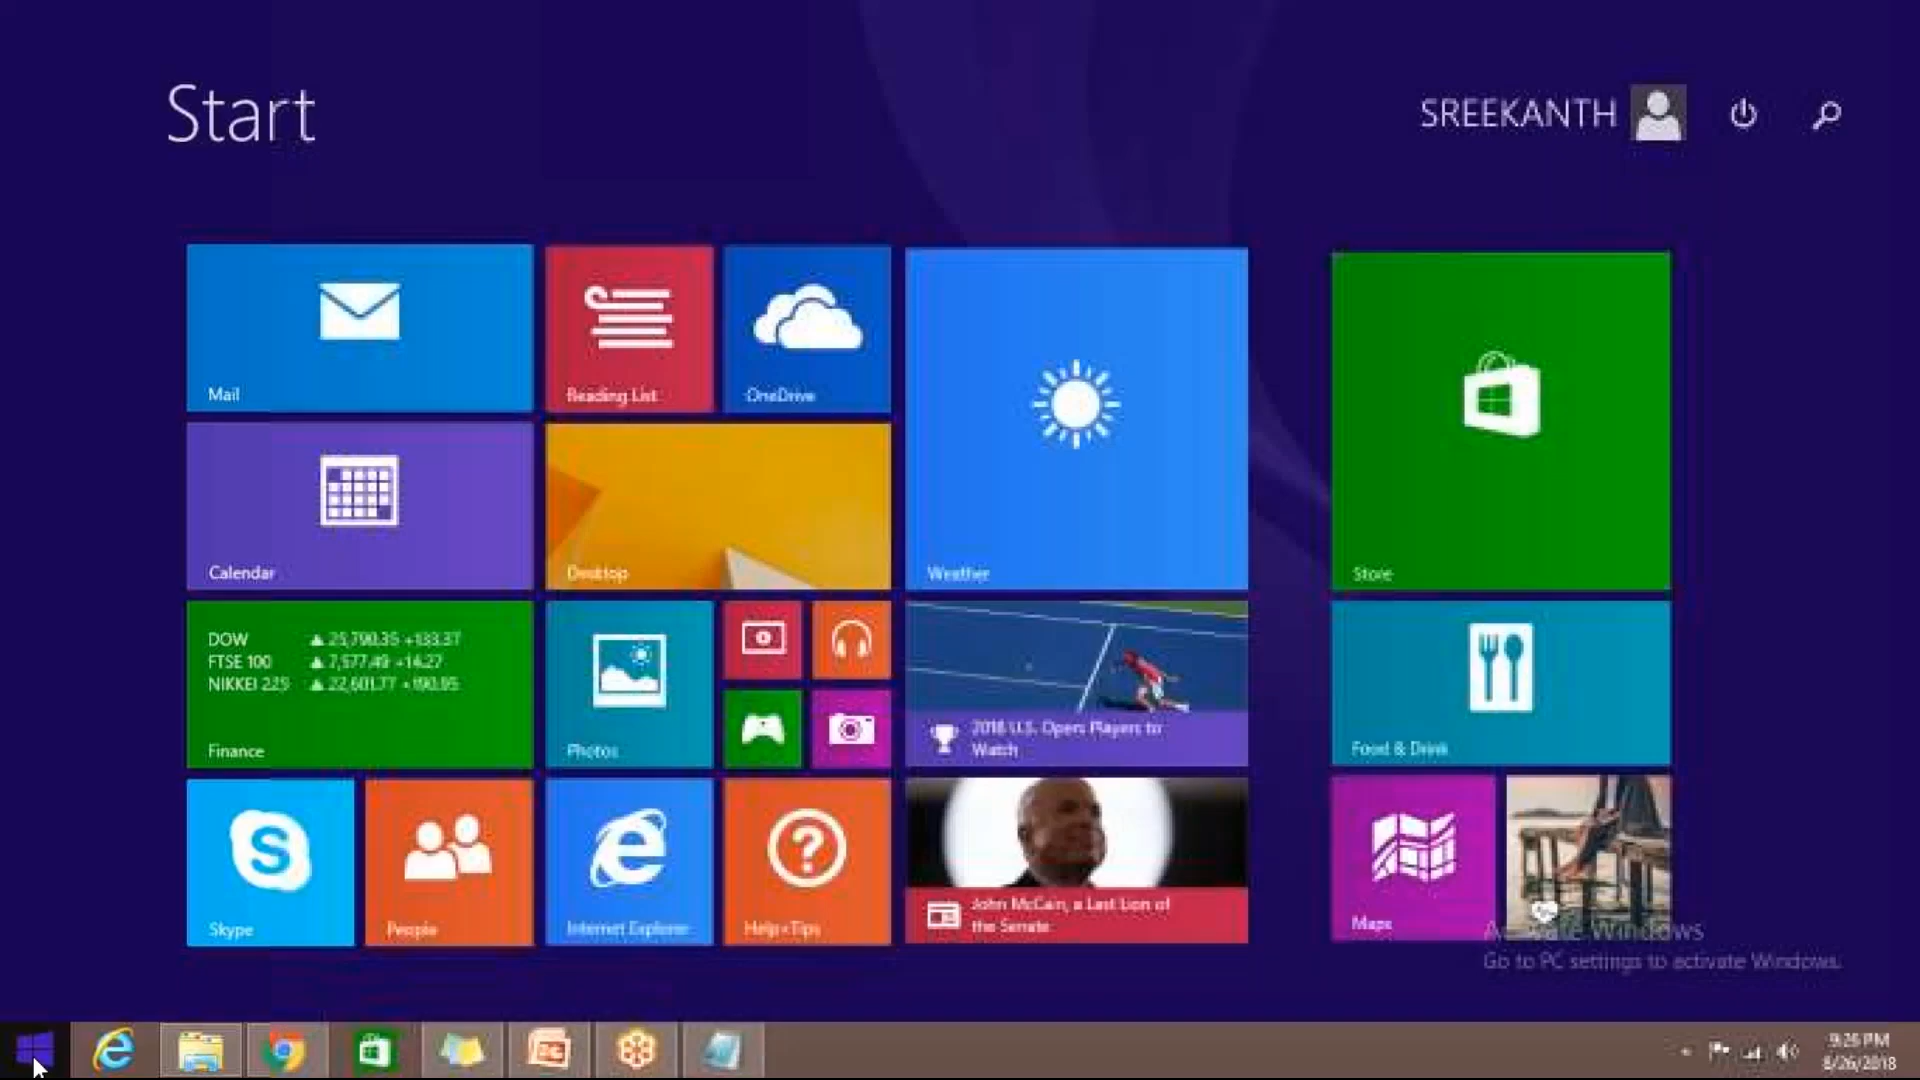 Start
SREEKANTH
Mail
Reading List
OneDrive
Weather
Store
Calendar
Desktop
DOW ▲ 25,790.35 +133.37
FTSE 100 ▲ 7,577.49 +14.27
NIKKEI 225 ▲ 22,601.77 +190.95
Finance
Photos
2018 U.S. Open: Players to
Watch
Food & Drink
Skype
People
Internet Explorer
Help+Tips
John McCain, a Last Lion of
the Senate
Maps
Activate Windows
Go to PC settings to activate Windows.
9:26 PM
8/26/2018